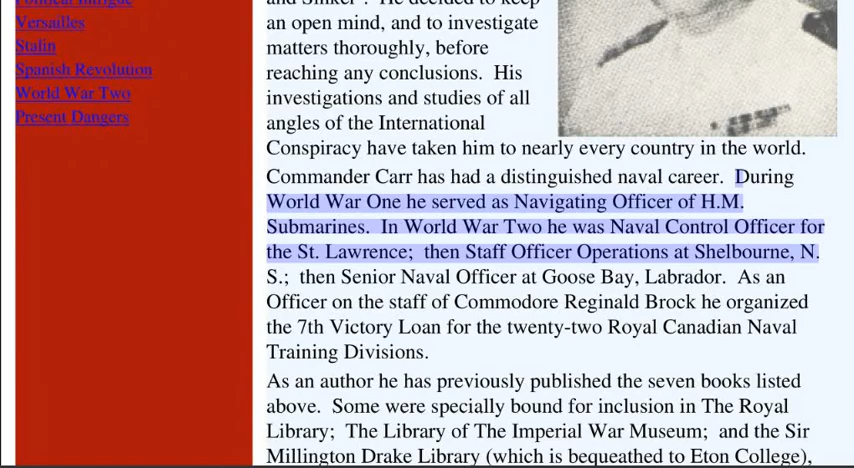 Political Intrigue
Versailles
Stalin
Spanish Revolution
World War Two
Present Dangers
and Sinker". He decided to keep
an open mind, and to investigate
matters thoroughly, before
reaching any conclusions.  His
investigations and studies of all
angles of the International
Conspiracy have taken him to nearly every country in the world.
Commander Carr has had a distinguished naval career.  During
World War One he served as Navigating Officer of H.M.
Submarines.  In World War Two he was Naval Control Officer for
the St. Lawrence;  then Staff Officer Operations at Shelbourne, N.
S.;  then Senior Naval Officer at Goose Bay, Labrador.  As an
Officer on the staff of Commodore Reginald Brock he organized
the 7th Victory Loan for the twenty-two Royal Canadian Naval
Training Divisions.
As an author he has previously published the seven books listed
above.  Some were specially bound for inclusion in The Royal
Library;  The Library of The Imperial War Museum;  and the Sir
Millington Drake Library (which is bequeathed to Eton College),